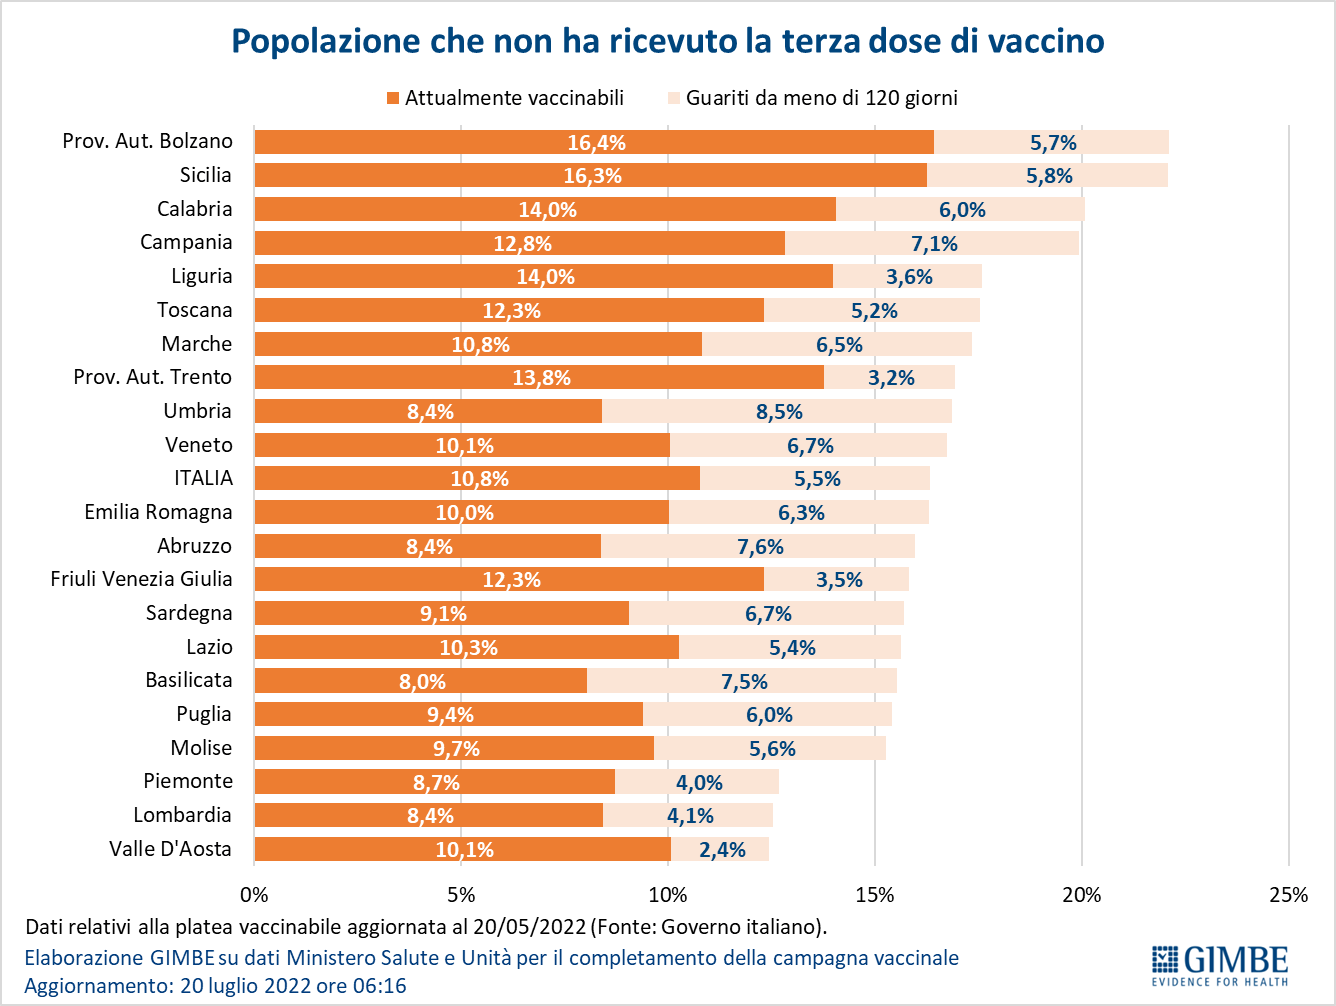 Popolazione che non ha ricevuto la terza dose di vaccino
Attualmente vaccinabili Guariti da meno di 120 giorni
Prov. Aut. Bolzano 16,4% 5,7%
Sicilia 16,3% 5,8%
Calabria 14,0% 6,0%
Campania 12,8% 7,1%
Liguria 14,0% 3,6%
Toscana 12,3% 5,2%
Marche 10,8% 6,5%
Prov. Aut. Trento 13,8% 3,2%
Umbria 8,4% 8,5%
Veneto 10,1% 6,7%
ITALIA 10,8% 5,5%
Emilia Romagna 10,0% 6,3%
Abruzzo 8,4% 7,6%
Friuli Venezia Giulia 12,3% 3,5%
Sardegna 9,1% 6,7%
Lazio 10,3% 5,4%
Basilicata 8,0% 7,5%
Puglia 9,4% 6,0%
Molise 9,7% 5,6%
Piemonte 8,7% 4,0%
Lombardia 8,4% 4,1%
Valle D'Aosta 10,1% 2,4%
0% 5% 10% 15% 20% 25%
Dati relativi alla platea vaccinabile aggiornata al 20/05/2022 (Fonte: Governo italiano).
Elaborazione GIMBE su dati Ministero Salute e Unità per il completamento della campagna vaccinale
Aggiornamento: 20 luglio 2022 ore 06:16
GIMBE
EVIDENCE FOR HEALTH